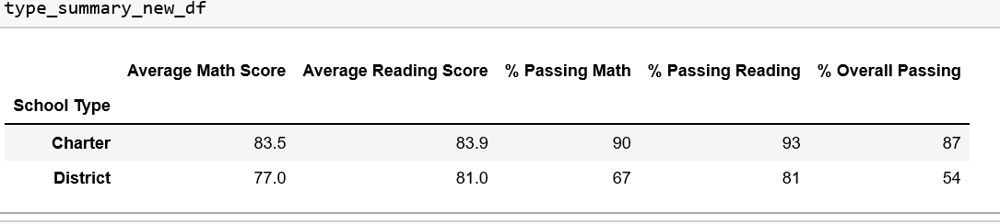 type_summary_new_df
Average Math Score Average Reading Score % Passing Math % Passing Reading % Overall Passing
School Type
Charter 83.5 83.9 90 93 87
District 77.0 81.0 67 81 54